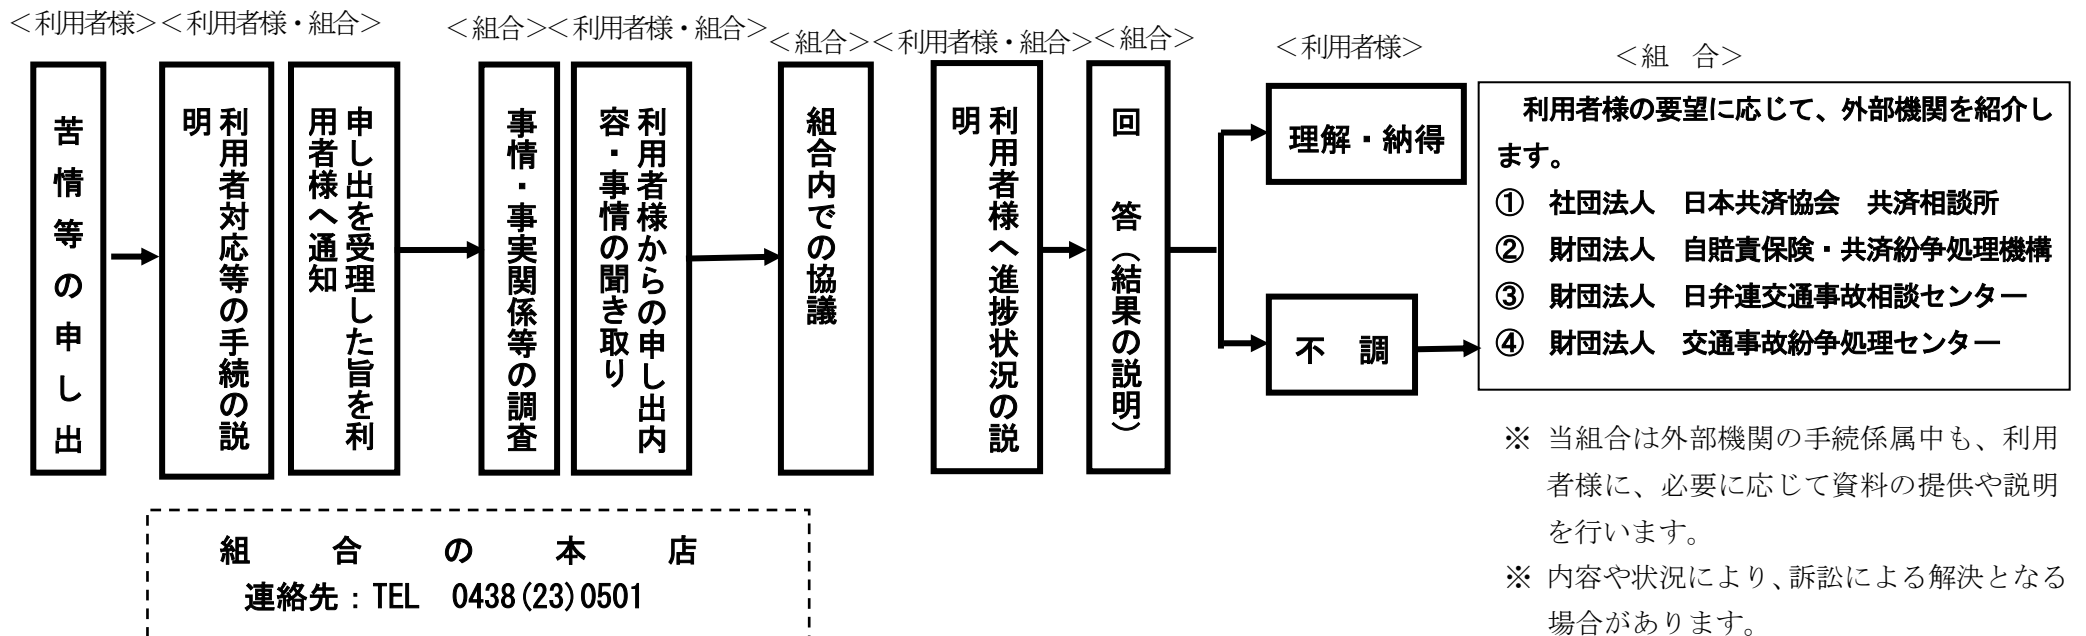 ＜利用者様＞
＜利用者様・組合＞
＜組合＞
＜利用者様・組合＞
＜組合＞
＜利用者様・組合＞
＜組合＞
＜利用者様＞
＜組　合＞
苦情等の申し出
利用者対応等の手続の説
明
申し出を受理した旨を利
用者様へ通知
事情・事実関係等の調査
利用者様からの申し出内
容・事情の聞き取り
組合内での協議
利用者様へ進捗状況の説
明
回　答（結果の説明）
理解・納得
不　調
利用者様の要望に応じて、外部機関を紹介し
ます。
①　社団法人　日本共済協会　共済相談所
②　財団法人　自賠責保険・共済紛争処理機構
③　財団法人　日弁連交通事故相談センター
④　財団法人　交通事故紛争処理センター
※ 当組合は外部機関の手続係属中も、利用
者様に、必要に応じて資料の提供や説明
を行います。
※ 内容や状況により、訴訟による解決となる
場合があります。
組　合　の　本　店
連絡先：TEL　0438(23)0501